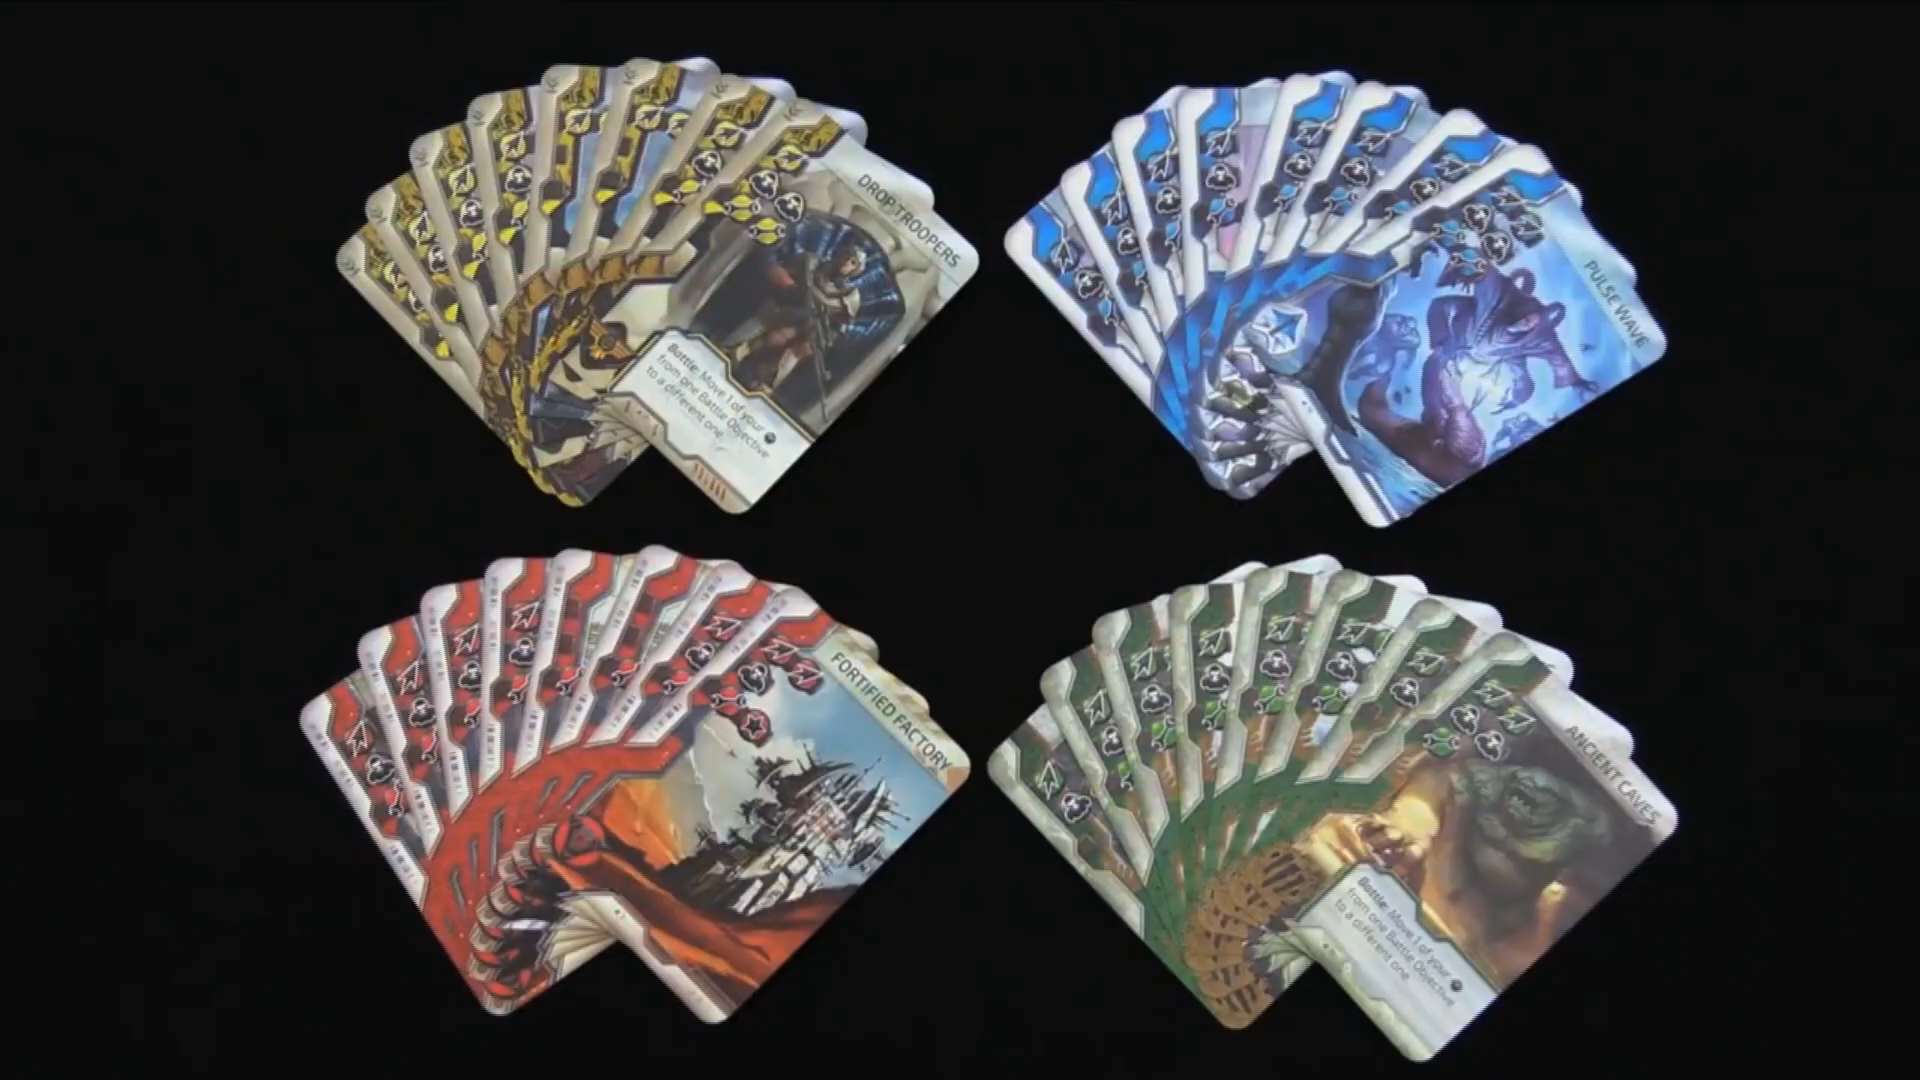 DROP TROOPERS
Battle: Move 1 of your
from one Battle Objective
to a different one.
PULSE WAVE
FORTIFIED FACTORY
ANCIENT CAVES
Battle: Move 1 of your
from one Battle Objective
to a different one.